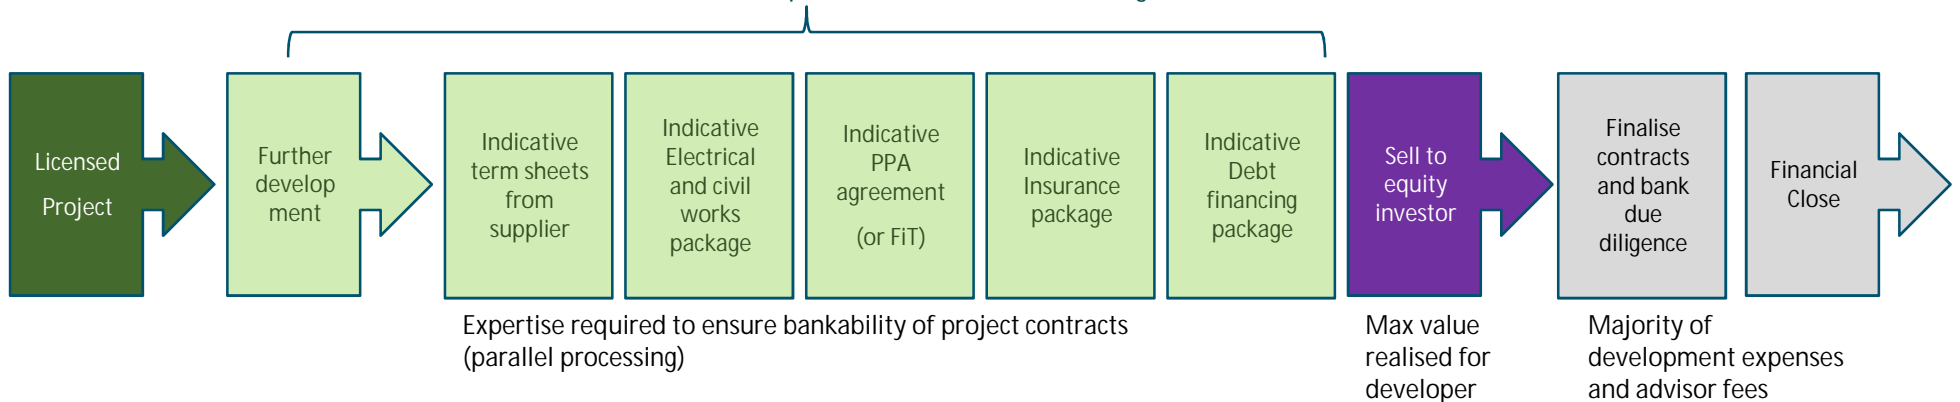 Licensed
Project
Further
develop
ment
Indicative
term sheets
from
supplier
Indicative
Electrical
and civil
works
package
Indicative
PPA
agreement
(or FiT)
Indicative
Insurance
package
Indicative
Debt
financing
package
Sell to
equity
investor
Finalise
contracts
and bank
due
diligence
Financial
Close
Expertise required to ensure bankability of project contracts
(parallel processing)
Max value
realised for
developer
Majority of
development expenses
and advisor fees